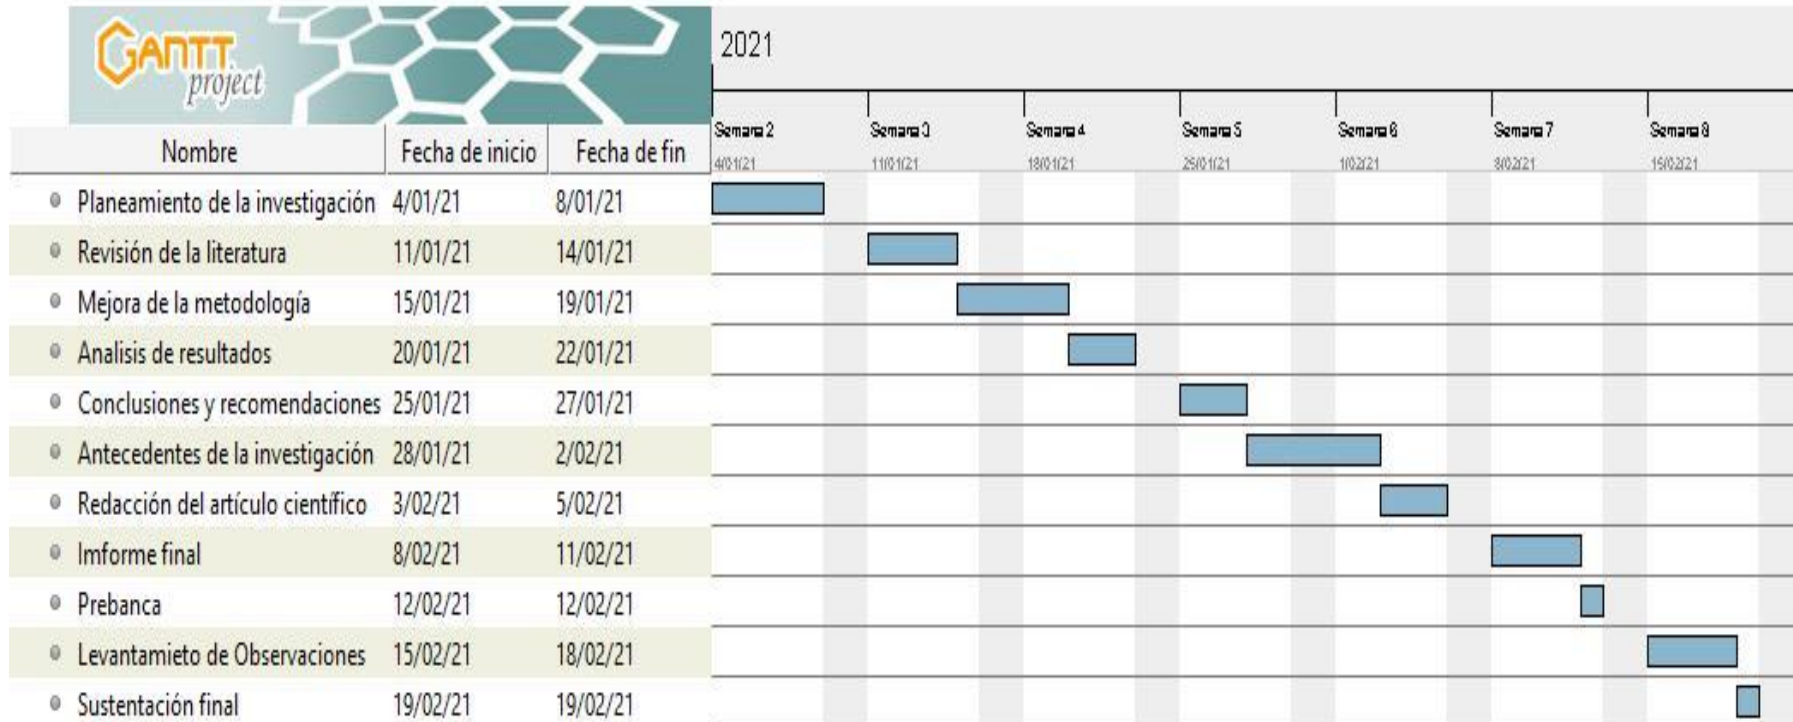 GANTT
project
2021
Nombre Fecha de inicio Fecha de fin
Semana 2 Semana 3 Semana 4 Semana 5 Semana 6 Semana 7 Semana 8
4/01/21 11/01/21 18/01/21 25/01/21 1/02/21 8/02/21 15/02/21
Planeamiento de la investigación 4/01/21 8/01/21
Revisión de la literatura 11/01/21 14/01/21
Mejora de la metodología 15/01/21 19/01/21
Analisis de resultados 20/01/21 22/01/21
Conclusiones y recomendaciones 25/01/21 27/01/21
Antecedentes de la investigación 28/01/21 2/02/21
Redacción del artículo científico 3/02/21 5/02/21
Imforme final 8/02/21 11/02/21
Prebanca 12/02/21 12/02/21
Levantamieto de Observaciones 15/02/21 18/02/21
Sustentación final 19/02/21 19/02/21